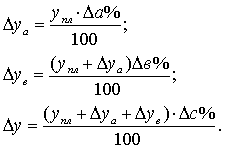 Δy_a = (y_пл · Δa%) / 100;
Δy_в = ((y_пл + Δy_a)Δв%) / 100;
Δy = ((y_пл + Δy_a + Δy_в) · Δc%) / 100.